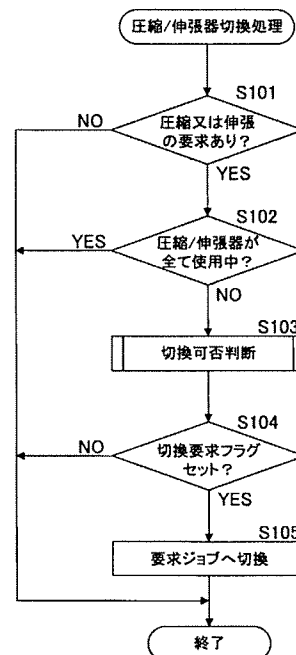 圧縮/伸張器切換処理
S101
圧縮又は伸張
の要求あり?
NO
YES
S102
圧縮/伸張器が
全て使用中?
YES
NO
S103
切換可否判断
S104
切換要求フラグ
セット?
NO
YES
S105
要求ジョブへ切換
終了